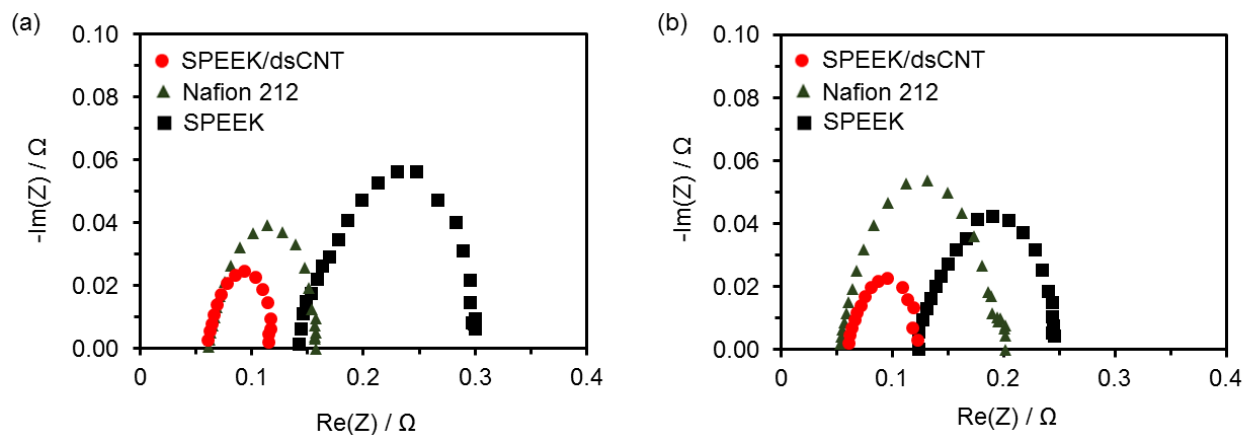 (a)
0.10
0.08
0.06
0.04
0.02
0.00
-Im(Z) / Ω
SPEEK/dsCNT
Nafion 212
SPEEK
0
0.1
0.2
0.3
0.4
Re(Z) / Ω
(b)
0.10
0.08
0.06
0.04
0.02
0.00
-Im(Z) / Ω
SPEEK/dsCNT
Nafion 212
SPEEK
0
0.1
0.2
0.3
0.4
Re(Z) / Ω